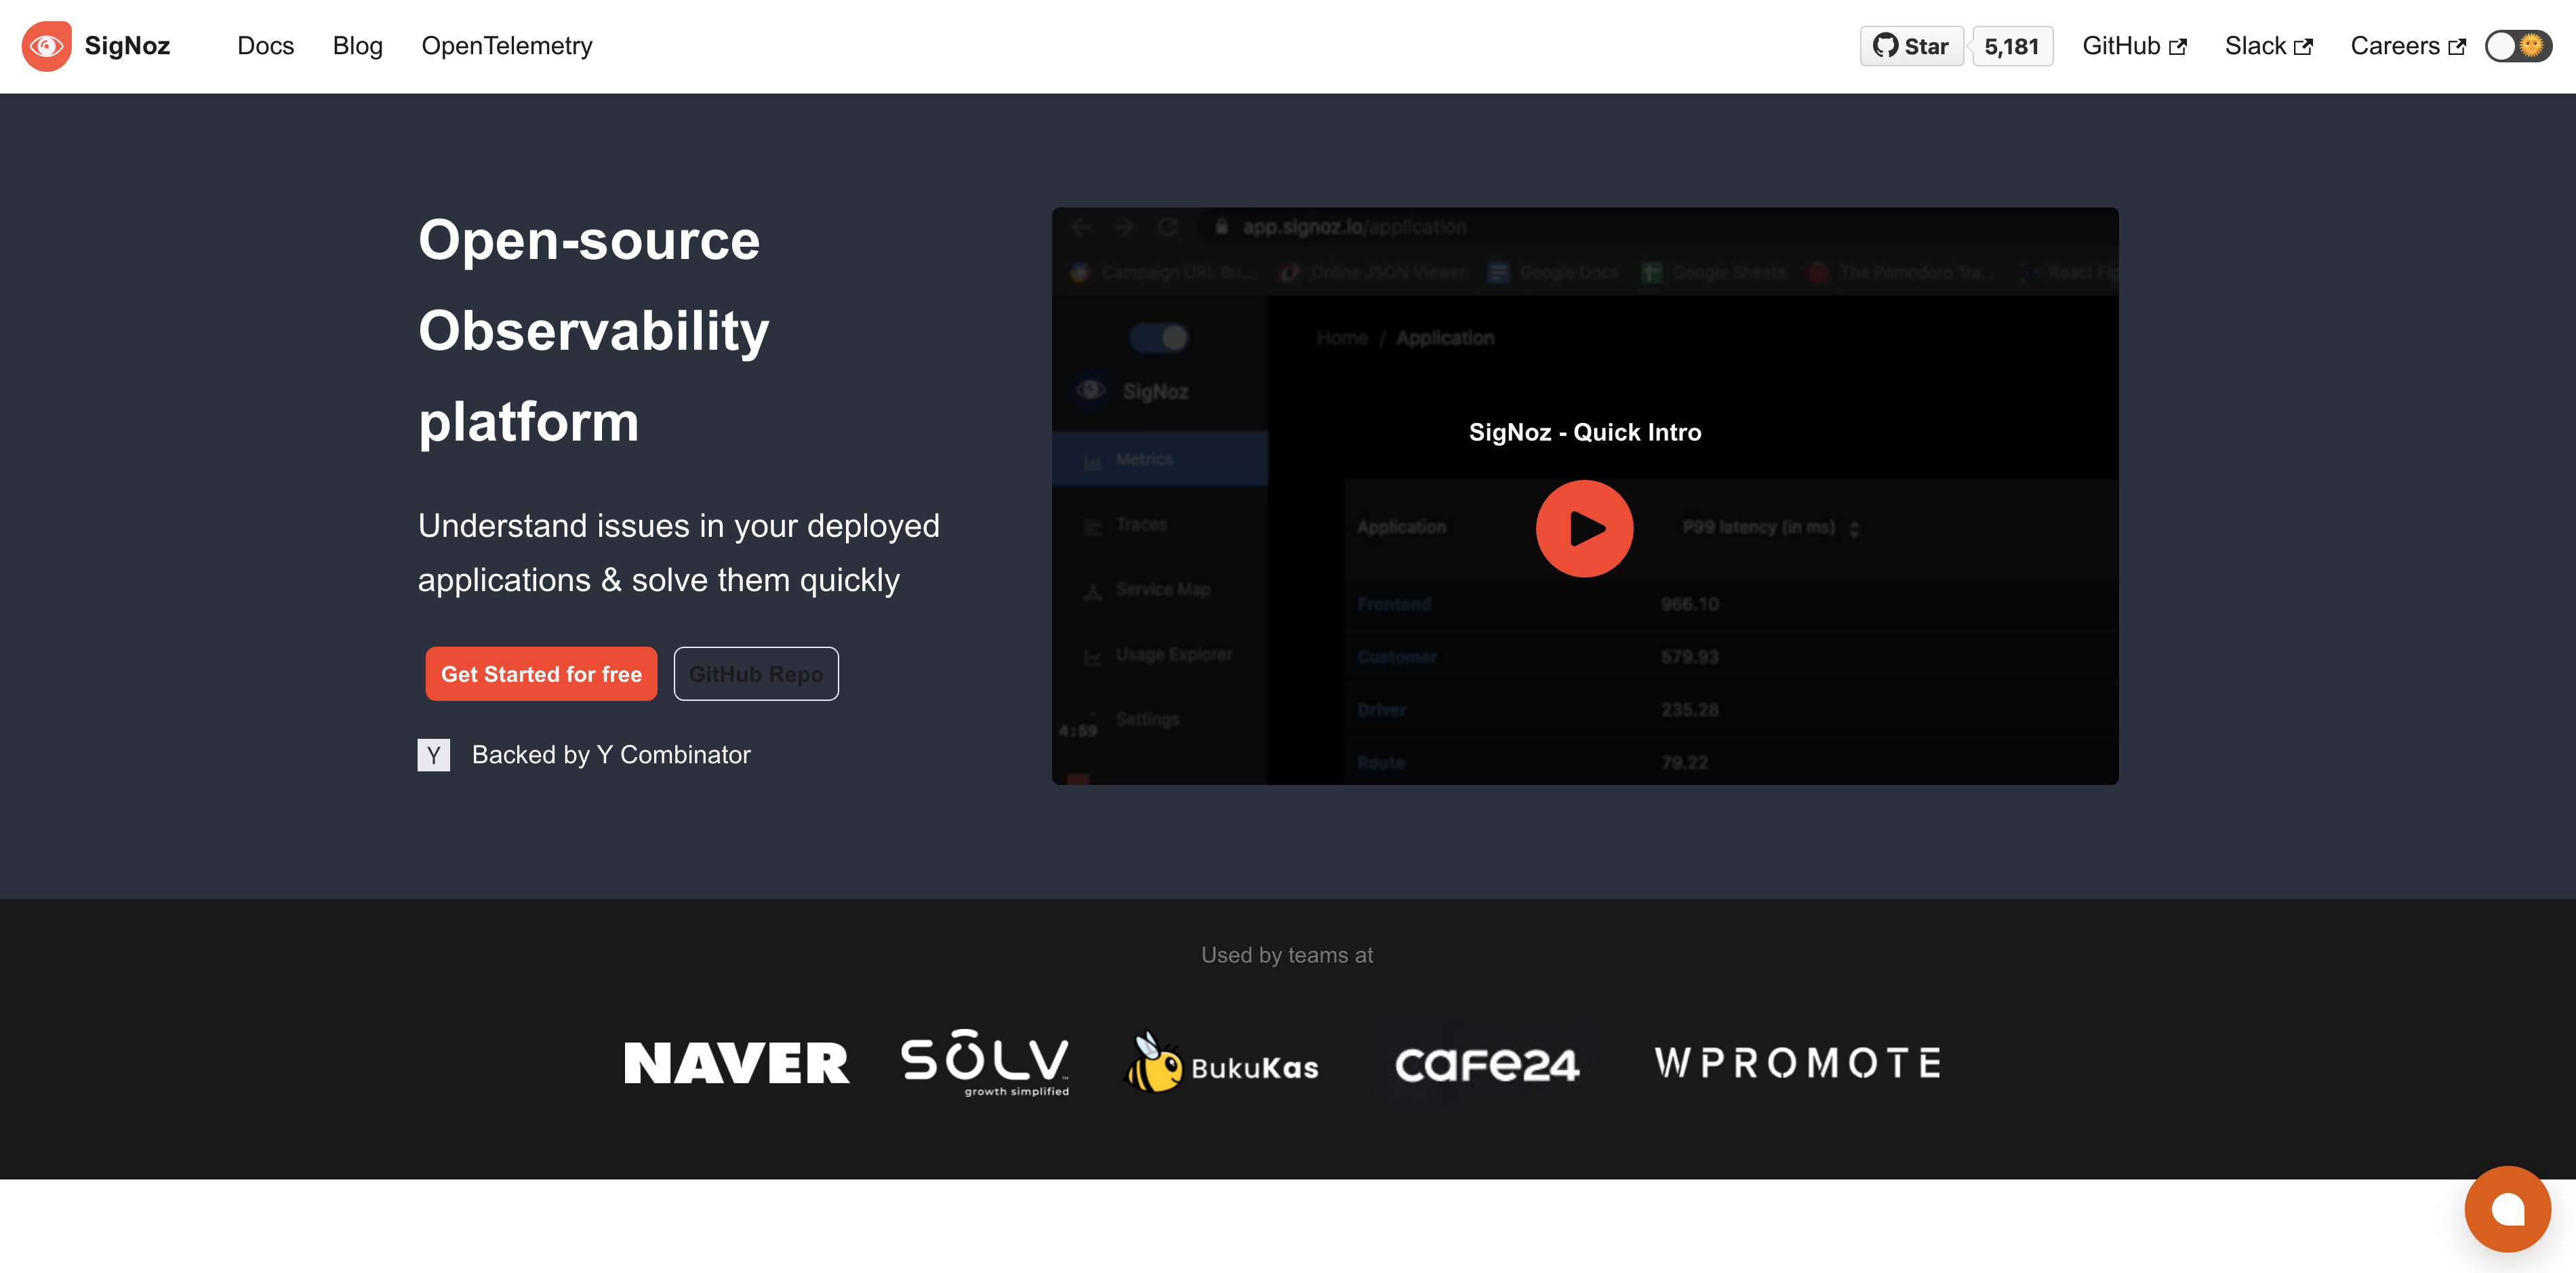 SigNoz
Docs
Blog
OpenTelemetry
Star
5,181
GitHub
Slack
Careers
Open-source
Observability
platform
Understand issues in your deployed
applications & solve them quickly
Get Started for free
GitHub Repo
Y
Backed by Y Combinator
app.signoz.io/application
Campaign URL Bu...
Online JSON Viewer
Google Docs
Google Sheets
The Pomodoro Tra...
React Fig
Home / Application
SigNoz
SigNoz - Quick Intro
Metrics
Traces
Service Map
Usage Explorer
Settings
4:59
Application
P99 latency (in ms)
Frontend
966.10
Customer
579.93
Driver
235.28
Route
79.22
Used by teams at
NAVER
SŌLV
growth simplified
BukuKas
CAFE24
WPROMOTE